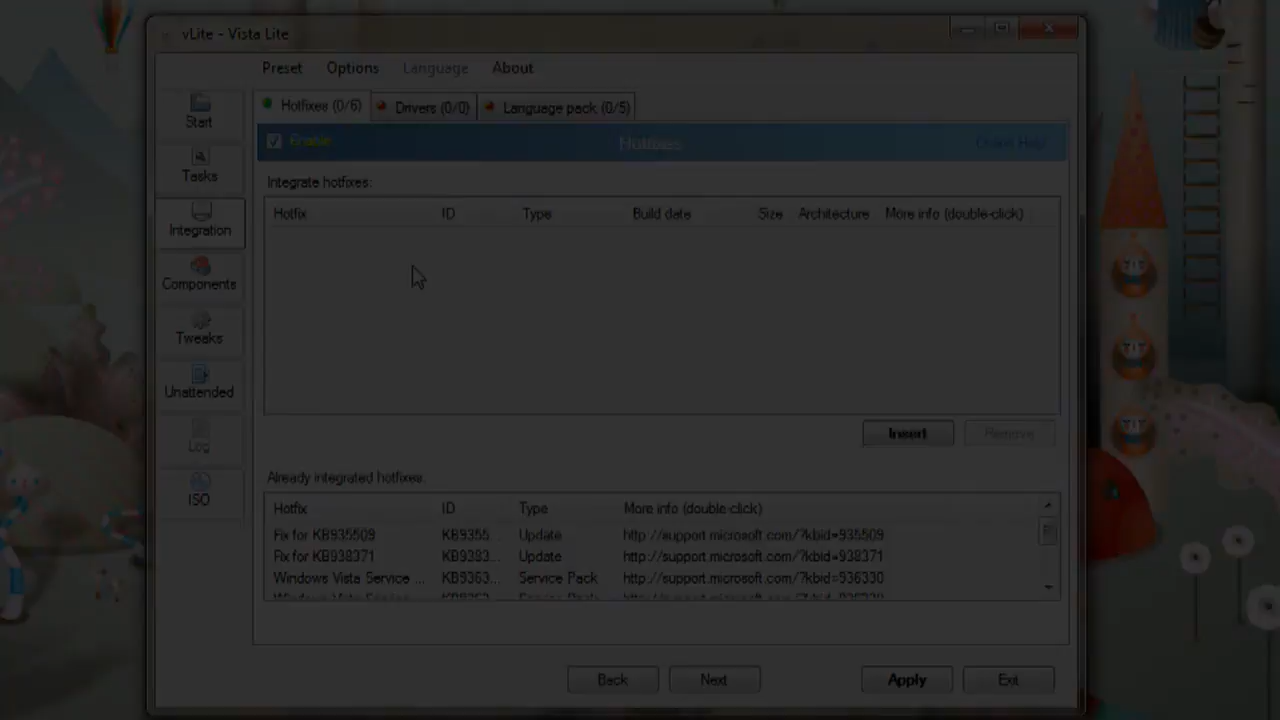 vLite - Vista Lite
Preset Options Language About
Start
Tasks
Integration
Components
Tweaks
Unattended
Log
ISO
Hotfixes (0/6) Drivers (0/0) Language pack (0/5)
Enable Hotfixes Online Help
Integrate hotfixes:
Hotfix ID Type Build date Size Architecture More info (double-click)
Insert Remove
Already integrated hotfixes:
Hotfix ID Type More info (double-click)
Fix for KB935509 KB9355... Update http://support.microsoft.com/?kbid=935509
Fix for KB938371 KB9383... Update http://support.microsoft.com/?kbid=938371
Windows Vista Service ... KB9363... Service Pack http://support.microsoft.com/?kbid=936330
Back Next Apply Exit